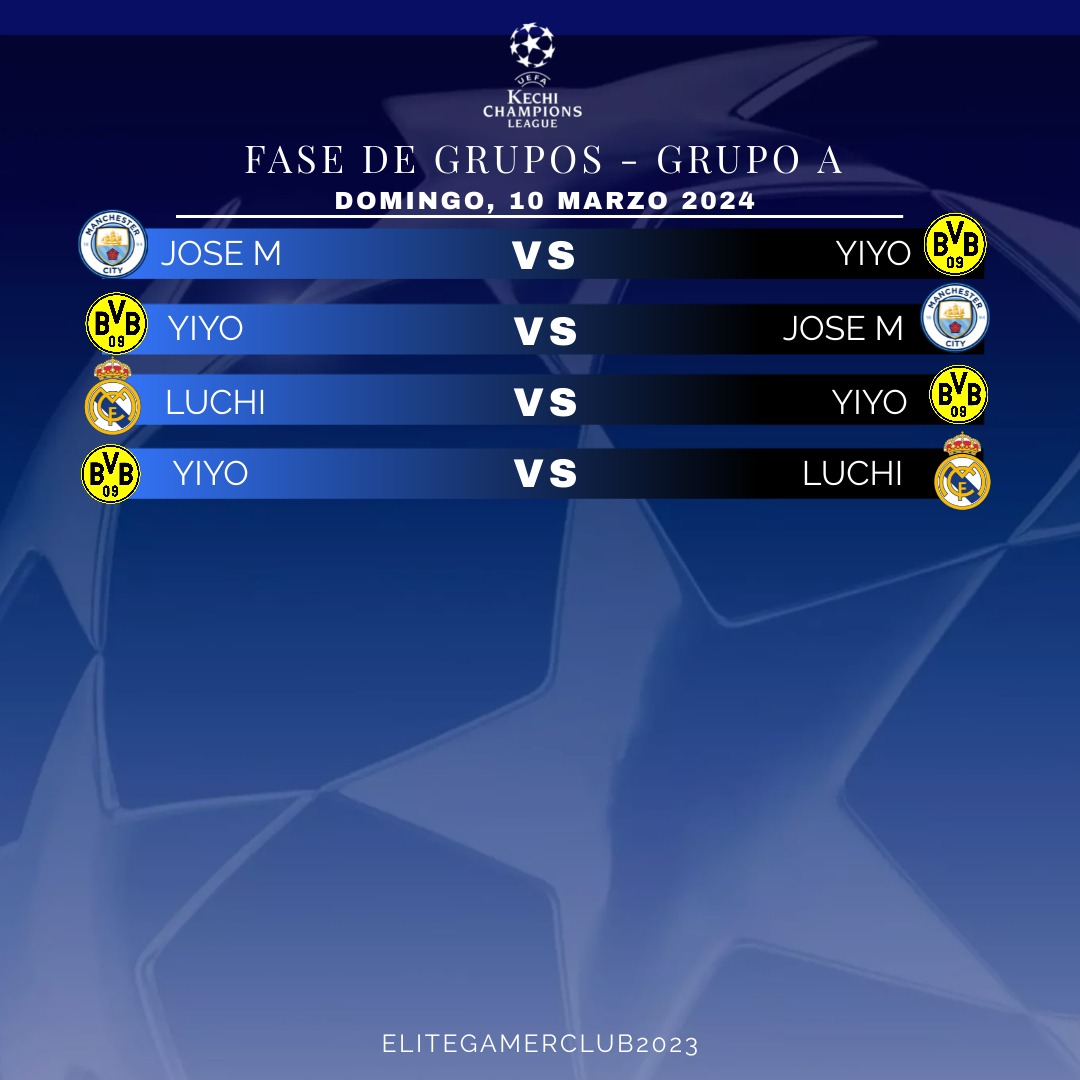 UEFA
KECHI
CHAMPIONS
LEAGUE
FASE DE GRUPOS - GRUPO A
DOMINGO, 10 MARZO 2024
MANCHESTER
CITY
JOSE M VS YIYO
BVB
09
BVB
09
YIYO VS JOSE M
MANCHESTER
CITY
LUCHI VS YIYO
BVB
09
BVB
09
YIYO VS LUCHI
ELITEGAMERCLUB2023